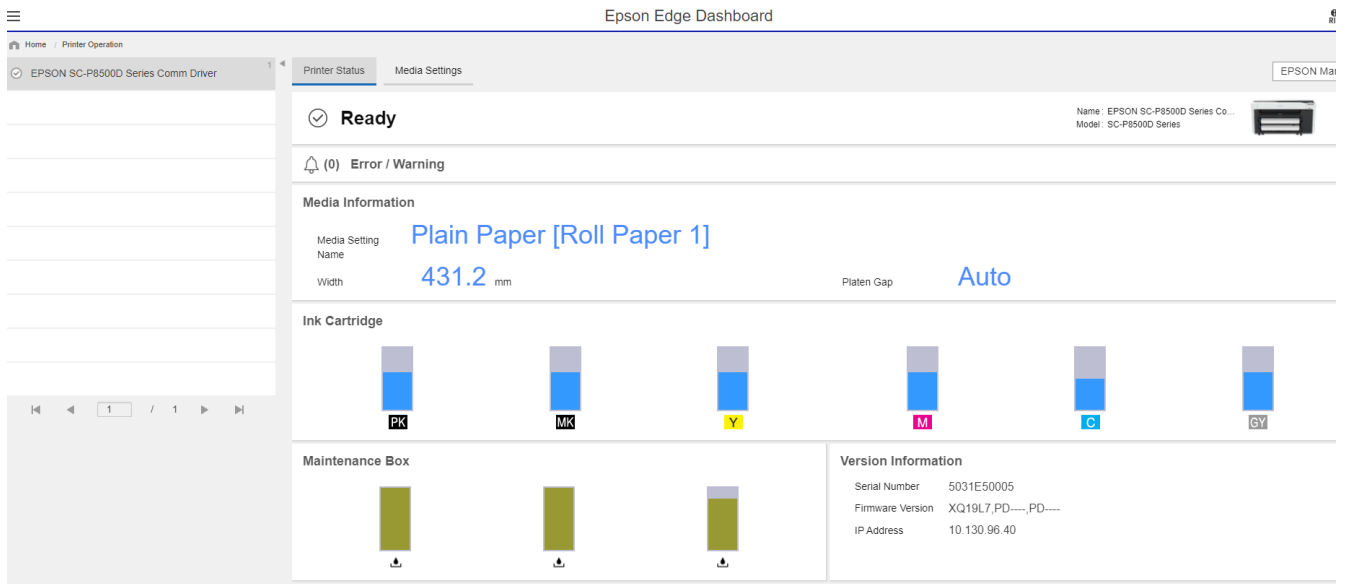 Epson Edge Dashboard
Home / Printer Operation
EPSON SC-P8500D Series Comm Driver
1
Printer Status
Media Settings
EPSON Mar
Ready
Name : EPSON SC-P8500D Series Co...
Model : SC-P8500D Series
(0) Error / Warning
Media Information
Media Setting Name
Plain Paper [Roll Paper 1]
Width
431.2 mm
Platen Gap
Auto
Ink Cartridge
PK
MK
Y
M
C
GY
1 / 1
Maintenance Box
Version Information
Serial Number 5031E50005
Firmware Version XQ19L7,PD----,PD----
IP Address 10.130.96.40